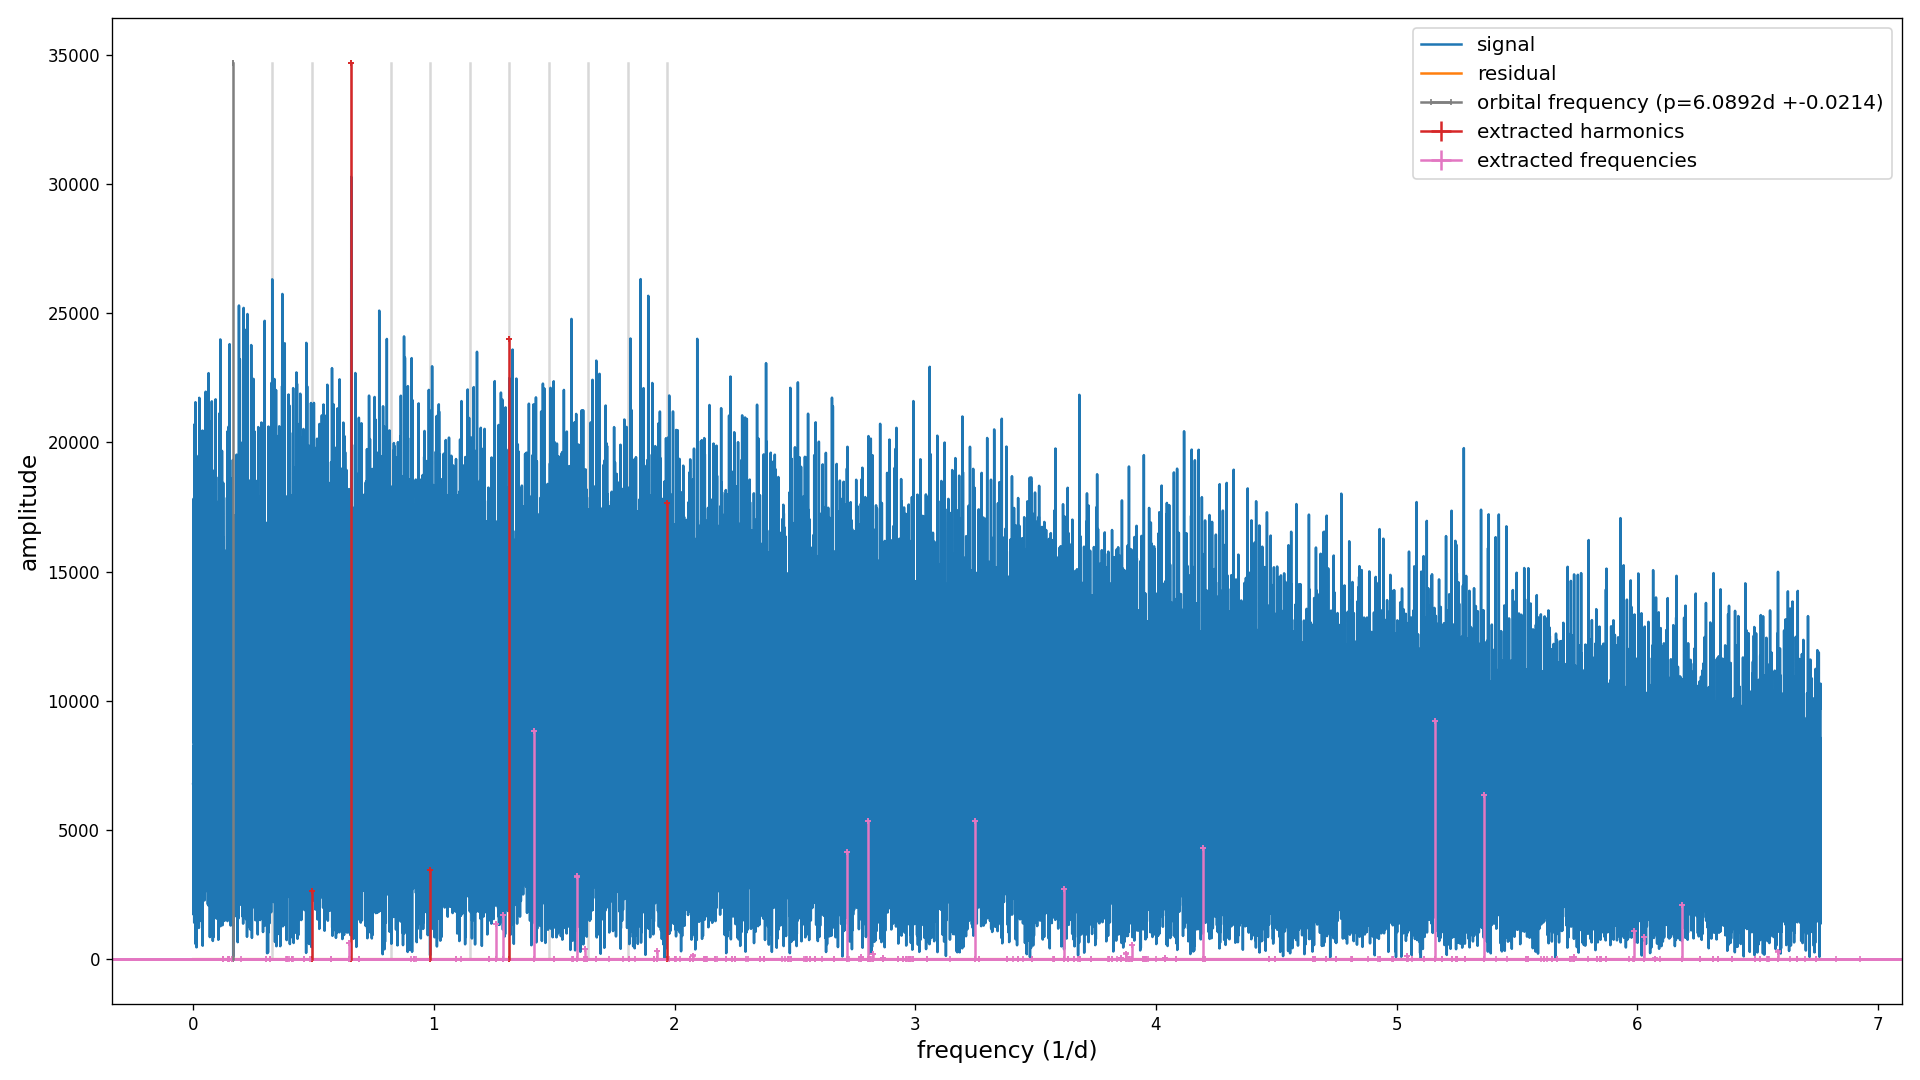 35000
30000
25000
20000
15000
10000
5000
0
amplitude
signal
residual
orbital frequency (p=6.0892d +-0.0214)
extracted harmonics
extracted frequencies
0 1 2 3 4 5 6 7
frequency (1/d)